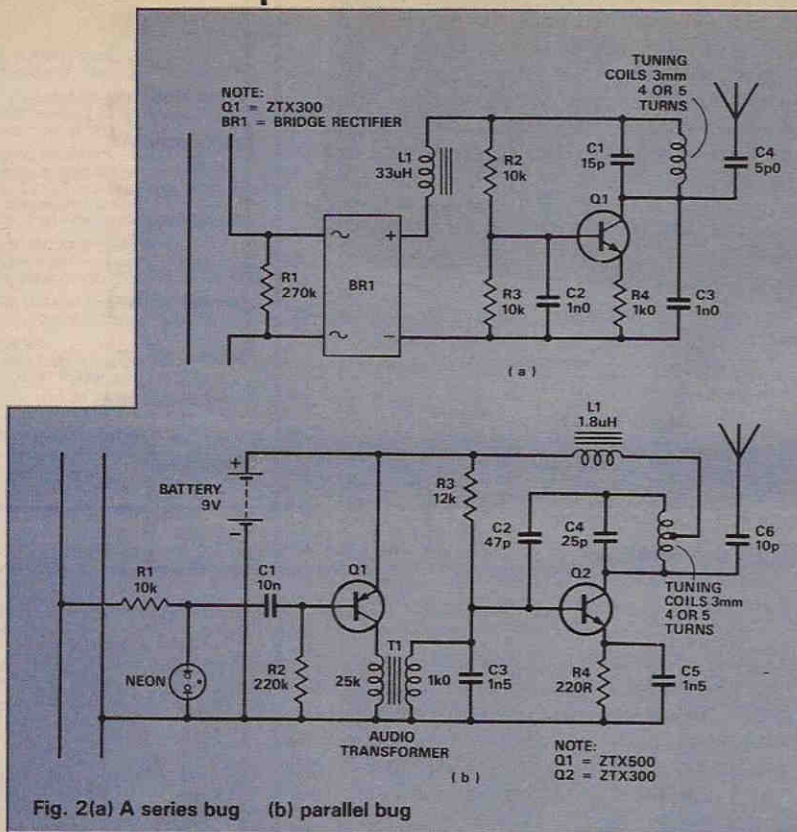 NOTE:
Q1 = ZTX300
BR1 = BRIDGE RECTIFIER
TUNING
COILS 3mm
4 OR 5
TURNS
L1
33uH
R2
10k
C1
15p
C4
5p0
Q1
R1
270k
BR1
+
−
R3
10k
C2
1n0
R4
1k0
C3
1n0
(a)
L1
1.8uH
+
BATTERY
9V
−
R3
12k
C2
47p
C4
25p
C6
10p
R1
10k
C1
10n
Q1
Q2
TUNING
COILS 3mm
4 OR 5
TURNS
NEON
R2
220k
25k
T1
1k0
C3
1n5
R4
220R
C5
1n5
AUDIO
TRANSFORMER
(b)
NOTE:
Q1 = ZTX500
Q2 = ZTX300
Fig. 2(a) A series bug (b) parallel bug